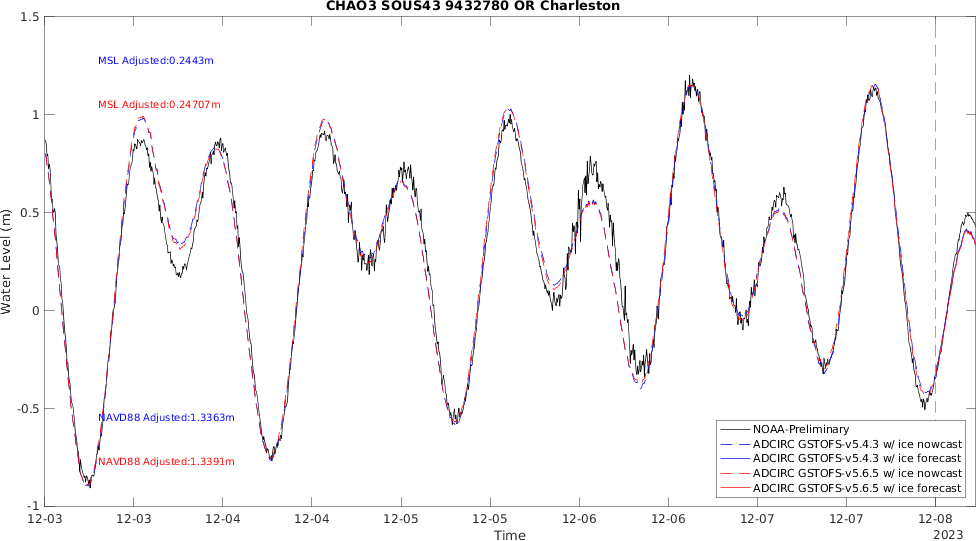 CHAO3 SOUS43 9432780 OR Charleston
1.5
MSL Adjusted:0.2443m
MSL Adjusted:0.24707m
1
0.5
Water Level (m)
0
-0.5
NAVD88 Adjusted:1.3363m
NAVD88 Adjusted:1.3391m
-1
NOAA-Preliminary
ADCIRC GSTOFS-v5.4.3 w/ ice nowcast
ADCIRC GSTOFS-v5.4.3 w/ ice forecast
ADCIRC GSTOFS-v5.6.5 w/ ice nowcast
ADCIRC GSTOFS-v5.6.5 w/ ice forecast
12-03 12-03 12-04 12-04 12-05 12-05 12-06 12-06 12-07 12-07 12-08
2023
Time